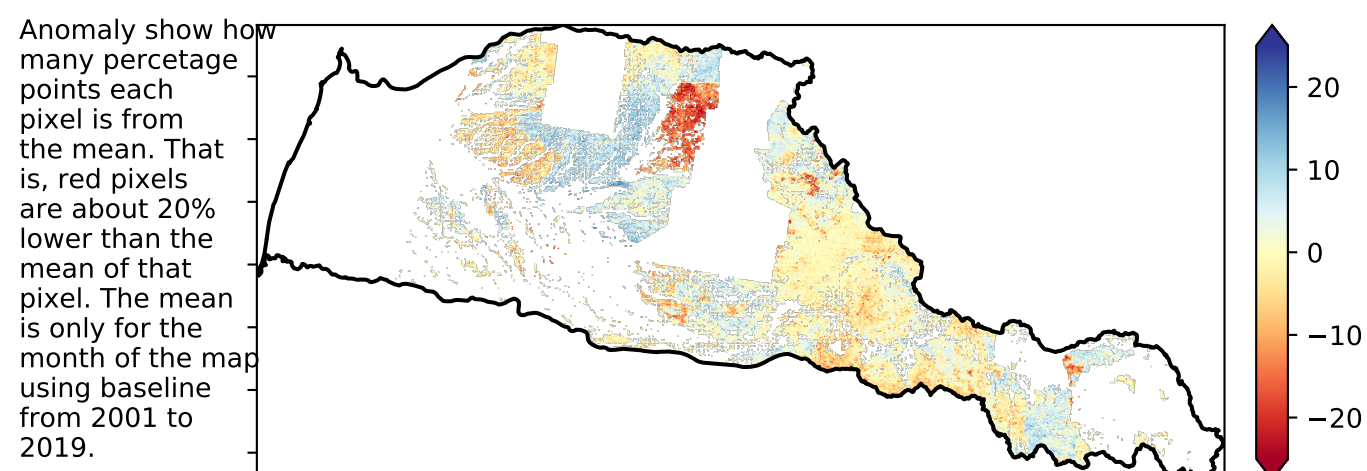 Anomaly show how
many percetage
points each
pixel is from
the mean. That
is, red pixels
are about 20%
lower than the
mean of that
pixel. The mean
is only for the
month of the map
using baseline
from 2001 to
2019.
20
10
0
−10
−20